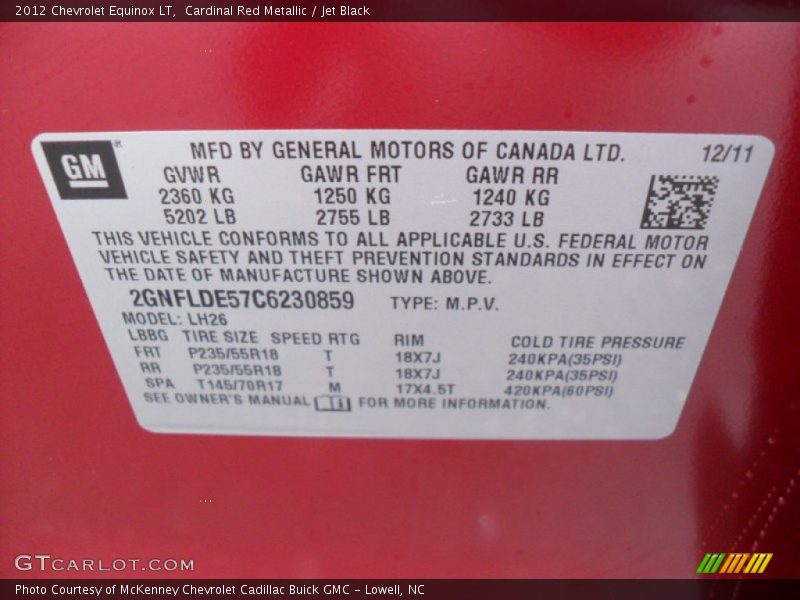 2012 Chevrolet Equinox LT,  Cardinal Red Metallic / Jet Black
GM
MFD BY GENERAL MOTORS OF CANADA LTD. 12/11
GVWR GAWR FRT GAWR RR
2360 KG 1250 KG 1240 KG
5202 LB 2755 LB 2733 LB
THIS VEHICLE CONFORMS TO ALL APPLICABLE U.S. FEDERAL MOTOR
VEHICLE SAFETY AND THEFT PREVENTION STANDARDS IN EFFECT ON
THE DATE OF MANUFACTURE SHOWN ABOVE.
2GNFLDE57C6230859 TYPE: M.P.V.
MODEL: LH26
LBBG TIRE SIZE SPEED RTG RIM COLD TIRE PRESSURE
FRT P235/55R18 T 18X7J 240KPA(35PSI)
RR P235/55R18 T 18X7J 240KPA(35PSI)
SPA T145/70R17 M 17X4.5T 420KPA(60PSI)
SEE OWNER'S MANUAL FOR MORE INFORMATION.
GTCARLOT.COM
Photo Courtesy of McKenney Chevrolet Cadillac Buick GMC – Lowell, NC